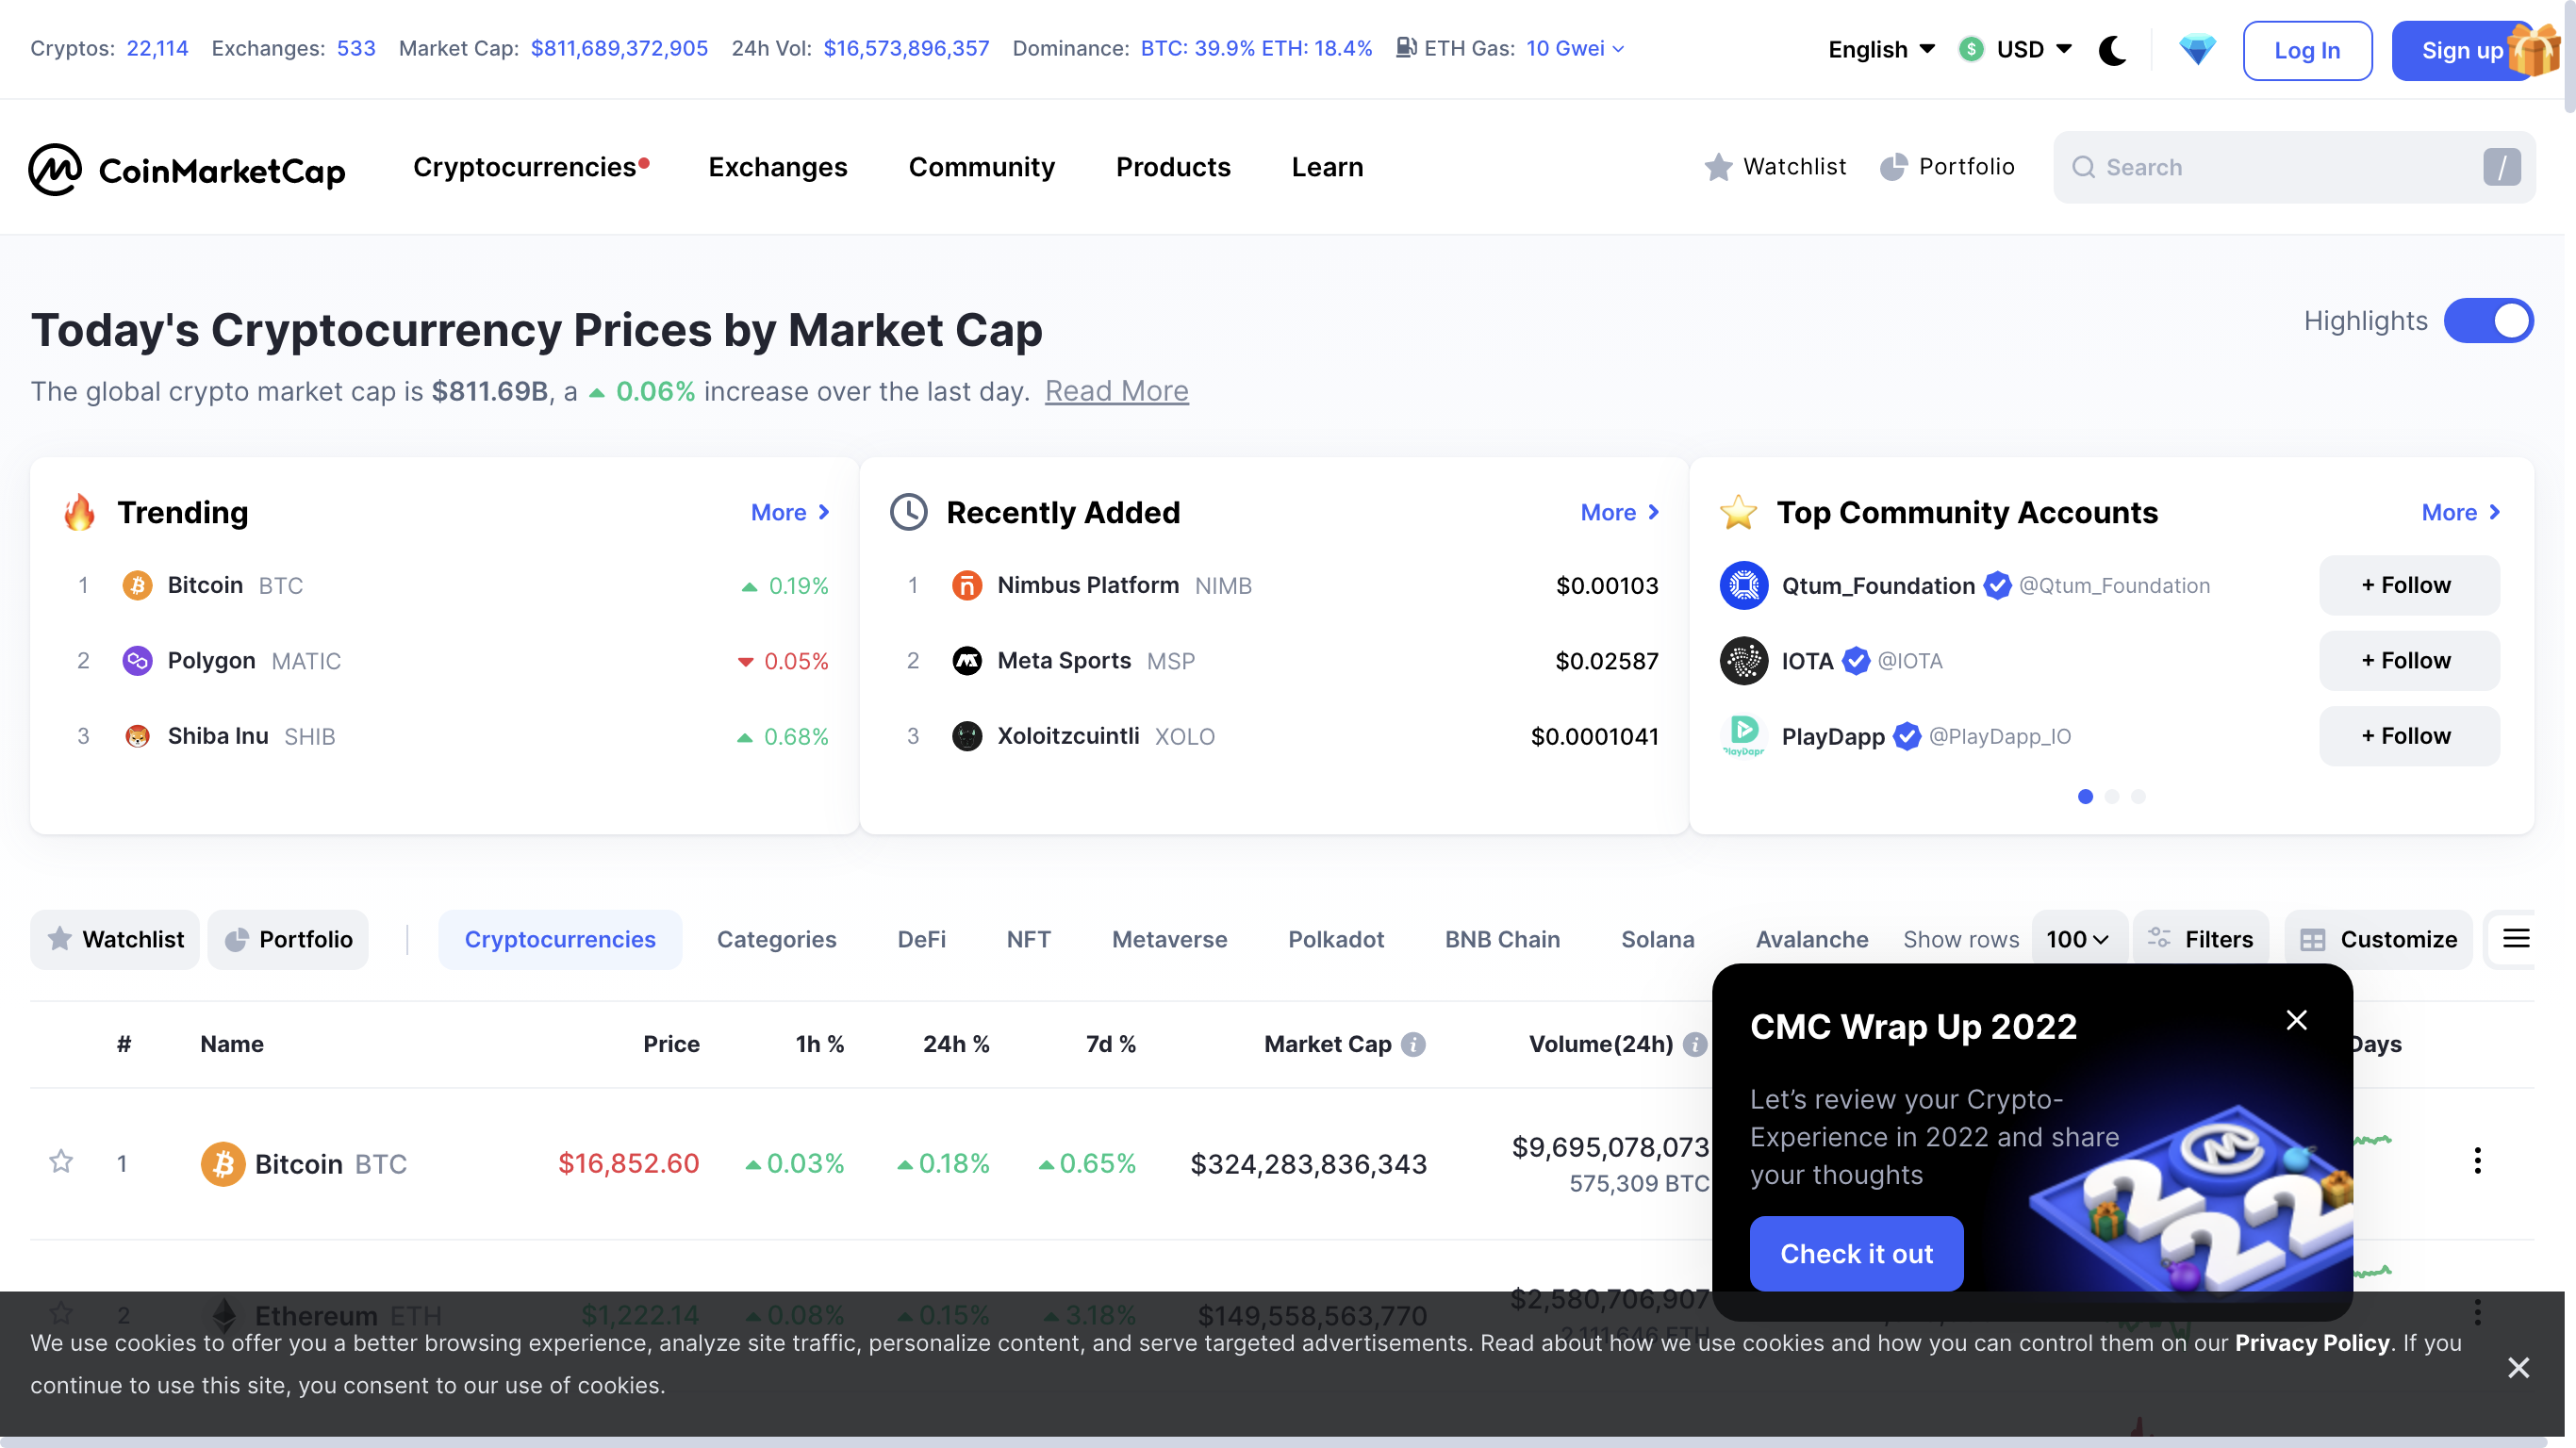 Cryptos: 22,114 Exchanges: 533 Market Cap: $811,689,372,905 24h Vol: $16,573,896,357 Dominance: BTC: 39.9% ETH: 18.4% ETH Gas: 10 Gwei English $ USD Log In Sign up
CoinMarketCap Cryptocurrencies Exchanges Community Products Learn Watchlist Portfolio Search /
Today's Cryptocurrency Prices by Market Cap
Highlights
The global crypto market cap is $811.69B, a 0.06% increase over the last day. Read More
Trending More
1 Bitcoin BTC 0.19%
2 Polygon MATIC 0.05%
3 Shiba Inu SHIB 0.68%
Recently Added More
1 Nimbus Platform NIMB $0.00103
2 Meta Sports MSP $0.02587
3 Xoloitzcuintli XOLO $0.0001041
Top Community Accounts More
Qtum_Foundation @Qtum_Foundation + Follow
IOTA @IOTA + Follow
PlayDapp @PlayDapp_IO + Follow
Watchlist Portfolio Cryptocurrencies Categories DeFi NFT Metaverse Polkadot BNB Chain Solana Avalanche Show rows 100 Filters Customize
# Name Price 1h % 24h % 7d % Market Cap Volume(24h) Days
1 Bitcoin BTC $16,852.60 0.03% 0.18% 0.65% $324,283,836,343 $9,695,078,073
575,309 BTC
2 Ethereum ETH $1,222.14 0.08% 0.15% 3.18% $149,558,563,770 $2,580,706,907
2,111,646 ETH
CMC Wrap Up 2022
Let's review your Crypto-
Experience in 2022 and share
your thoughts
Check it out
We use cookies to offer you a better browsing experience, analyze site traffic, personalize content, and serve targeted advertisements. Read about how we use cookies and how you can control them on our Privacy Policy. If you
continue to use this site, you consent to our use of cookies.